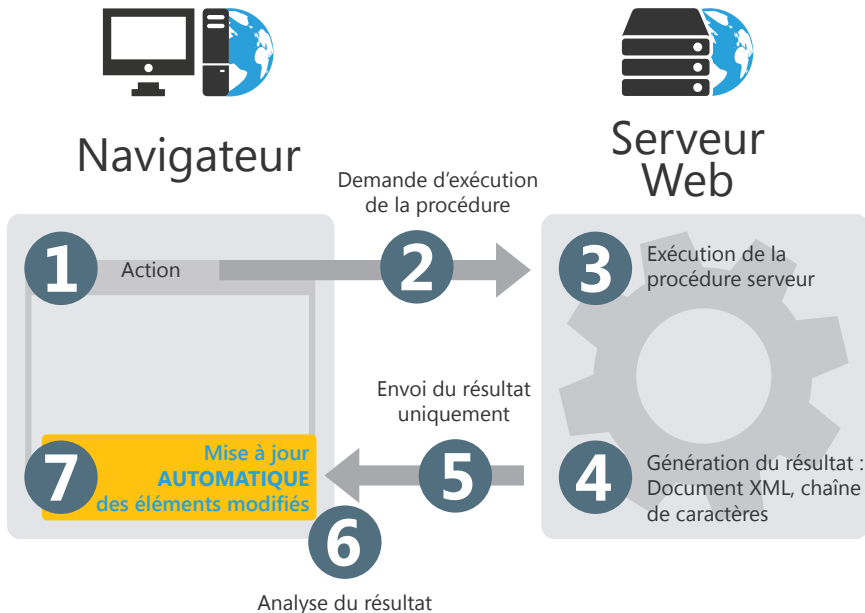 Navigateur
Serveur
Web
Demande d'exécution
de la procédure
1
Action
2
3
Exécution de la
procédure serveur
Envoi du résultat
uniquement
7
Mise à jour
AUTOMATIQUE
des éléments modifiés
5
4
Génération du résultat :
Document XML, chaîne
de caractères
6
Analyse du résultat